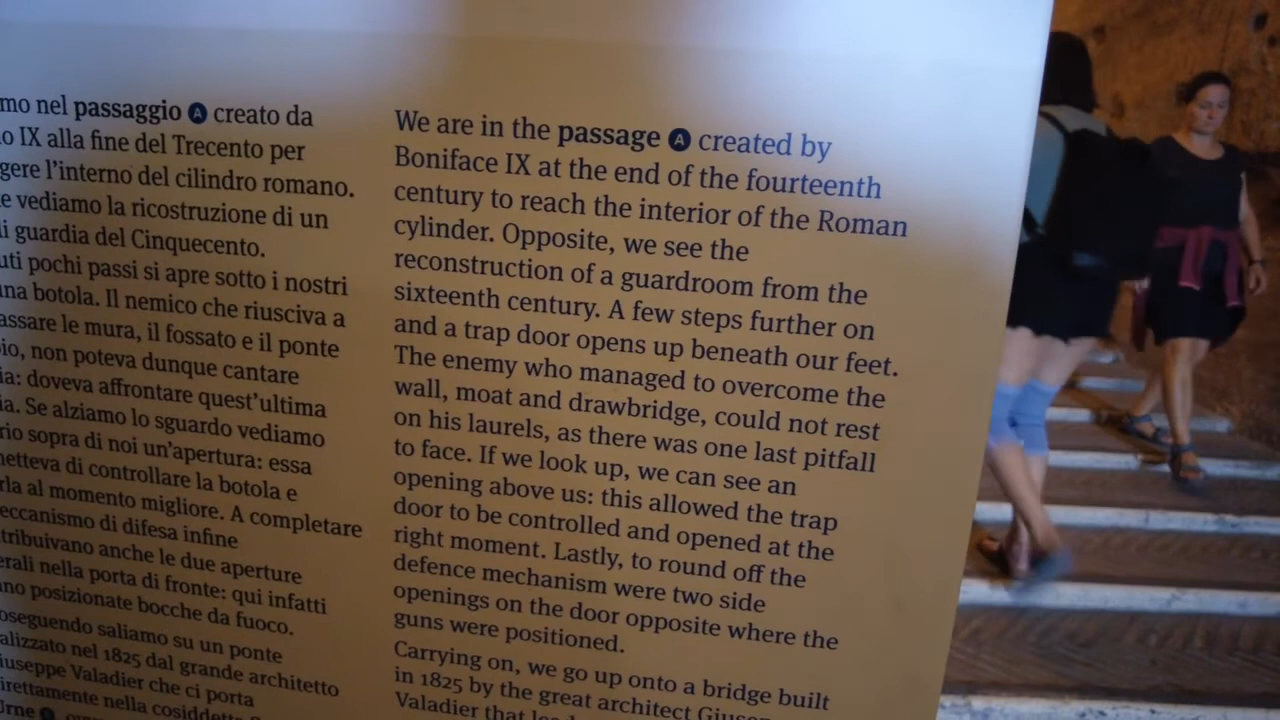 mo nel passaggio A creato da
o IX alla fine del Trecento per
gere l'interno del cilindro romano.
e vediamo la ricostruzione di un
i guardia del Cinquecento.
uti pochi passi si apre sotto i nostri
una botola. Il nemico che riusciva a
assare le mura, il fossato e il ponte
io, non poteva dunque cantare
ia: doveva affrontare quest'ultima
ia. Se alziamo lo sguardo vediamo
rio sopra di noi un'apertura: essa
netteva di controllare la botola e
rla al momento migliore. A completare
eccanismo di difesa infine
tribuivano anche le due aperture
erali nella porta di fronte: qui infatti
no posizionate bocche da fuoco.
oseguendo saliamo su un ponte
alizzato nel 1825 dal grande architetto
iuseppe Valadier che ci porta
irettamente nella cosiddetta
Urne
We are in the passage A created by
Boniface IX at the end of the fourteenth
century to reach the interior of the Roman
cylinder. Opposite, we see the
reconstruction of a guardroom from the
sixteenth century. A few steps further on
and a trap door opens up beneath our feet.
The enemy who managed to overcome the
wall, moat and drawbridge, could not rest
on his laurels, as there was one last pitfall
to face. If we look up, we can see an
opening above us: this allowed the trap
door to be controlled and opened at the
right moment. Lastly, to round off the
defence mechanism were two side
openings on the door opposite where the
guns were positioned.
Carrying on, we go up onto a bridge built
in 1825 by the great architect Giusep
Valadier that